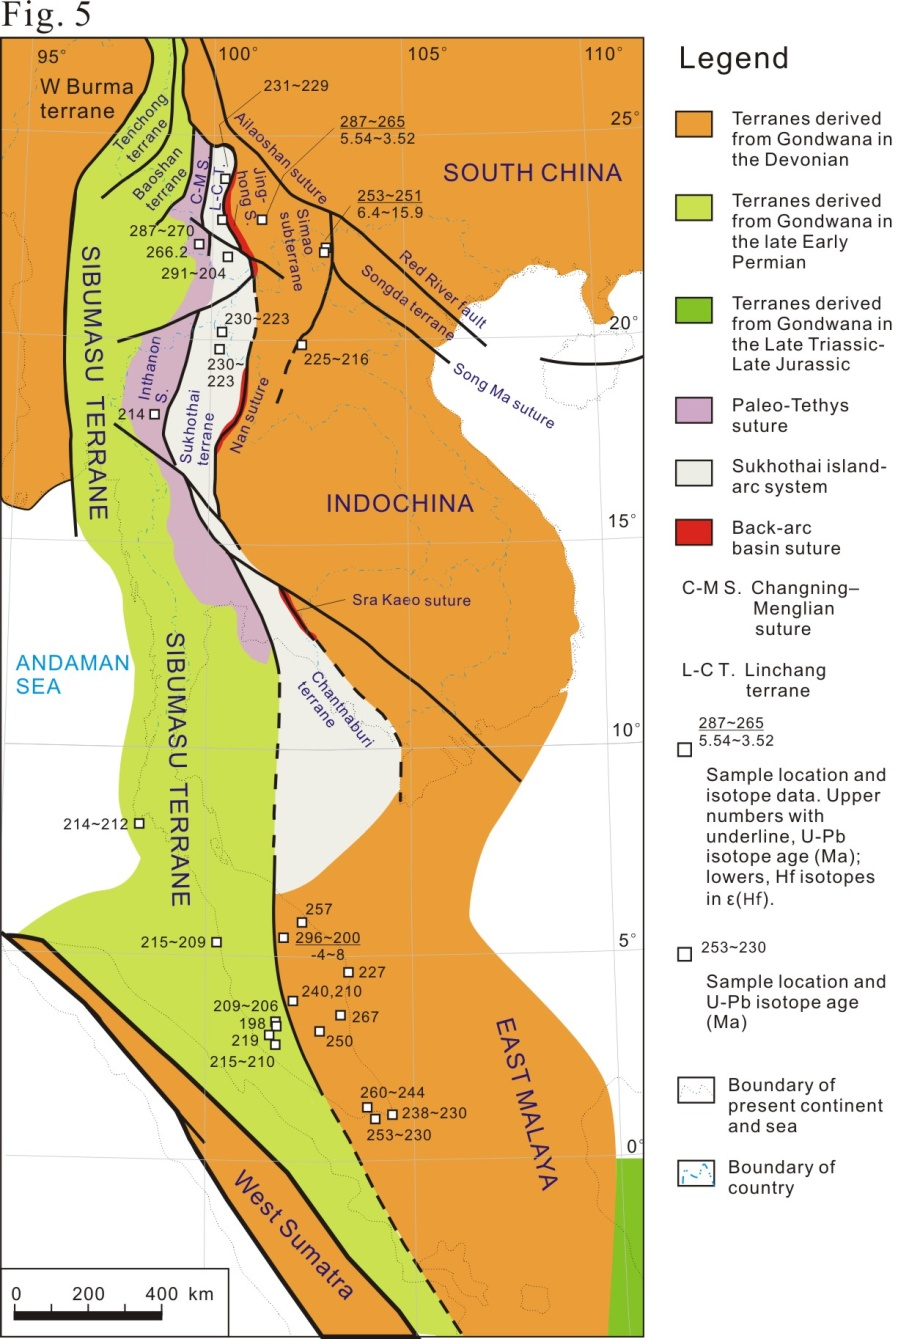 Fig. 5
95°
100°
105°
110°
W Burma
terrane
231~229
287~265
5.54~3.52
25°
Tenchong
terrane
Ailaoshan suture
Baoshan
terrane
C-M S.
L-C T.
Jing-
hong S
SOUTH CHINA
253~251
6.4~15.9
Simao
subterrane
287~270
266.2
291~204
Red River fault
Songda terrane
SIBUMASU TERRANE
20°
230~223
225~216
230~
223
Inthanon
S.
214
Sukhothai
terrane
Nan suture
Song Ma suture
INDOCHINA
15°
Sra Kaeo suture
ANDAMAN
SEA
SIBUMASU TERRANE
Chantnaburi
terrane
10°
214~212
257
215~209
296~200
-4~8
5°
227
240,210
209~206
198
267
219
250
215~210
EAST MALAYA
260~244
238~230
253~230
0°
West Sumatra
0 200 400 km
Legend
Terranes derived
from Gondwana in
the Devonian
Terranes derived
from Gondwana in
the late Early
Permian
Terranes derived
from Gondwana in
the Late Triassic-
Late Jurassic
Paleo-Tethys
suture
Sukhothai island-
arc system
Back-arc
basin suture
C-M S. Changning–
Menglian
suture
L-C T. Linchang
terrane
287~265
5.54~3.52
Sample location and
isotope data. Upper
numbers with
underline, U-Pb
isotope age (Ma);
lowers, Hf isotopes
in ε(Hf).
253~230
Sample location and
U-Pb isotope age
(Ma)
Boundary of
present continent
and sea
Boundary of
country